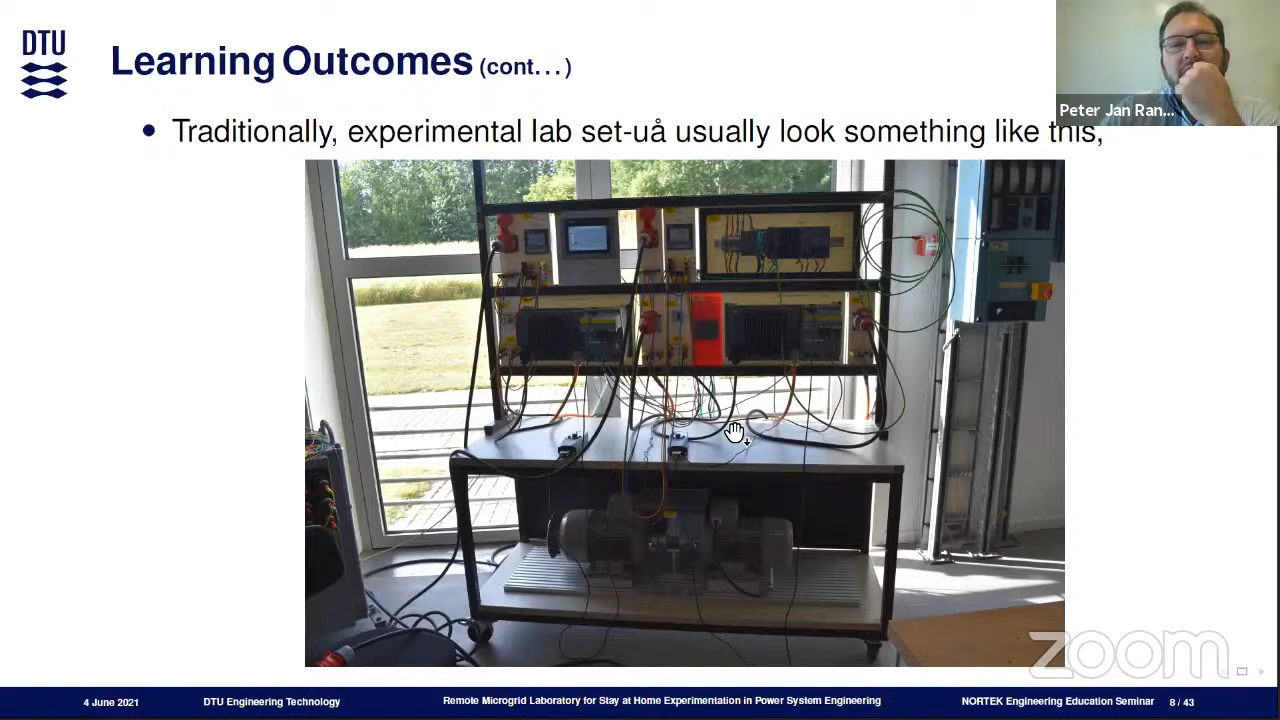 DTU
Learning Outcomes (cont...)
Peter Jan Ran...
• Traditionally, experimental lab set-uå usually look something like this,
zoom
4 June 2021
DTU Engineering Technology
Remote Microgrid Laboratory for Stay at Home Experimentation in Power System Engineering
NORTEK Engineering Education Seminar
8 / 43